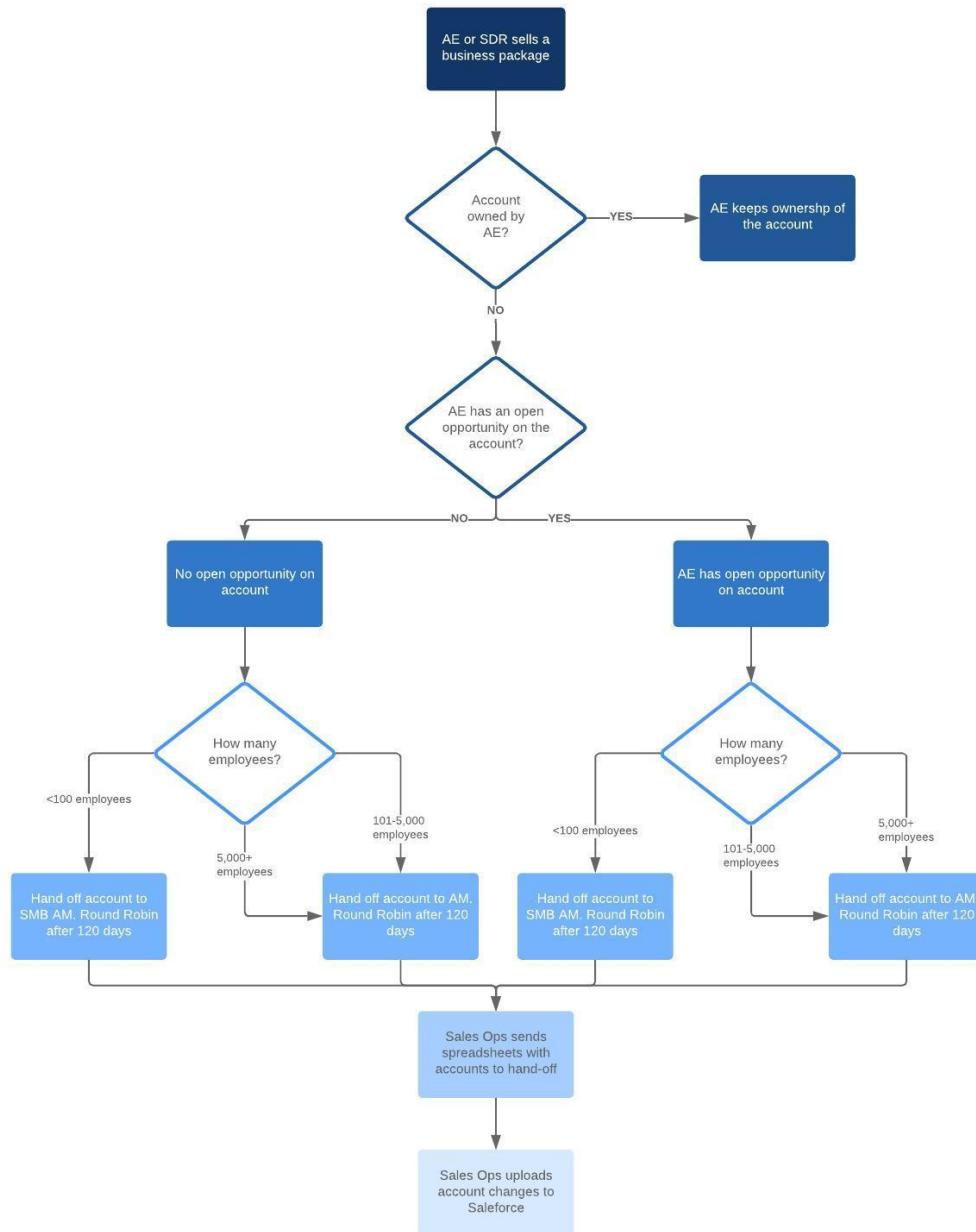 AE or SDR sells a
business package
Account
owned by
AE?
YES
AE keeps ownershp of
the account
NO
AE has an open
opportunity on the
account?
NO
YES
No open opportunity on
account
AE has open opportunity
on account
How many
employees?
How many
employees?
<100 employees
101-5,000
employees
5,000+
employees
<100 employees
5,000+
employees
101-5,000
employees
Hand off account to
SMB AM. Round Robin
after 120 days
Hand off account to AM.
Round Robin after 120
days
Hand off account to
SMB AM. Round Robin
after 120 days
Hand off account to AM.
Round Robin after 120
days
Sales Ops sends
spreadsheets with
accounts to hand-off
Sales Ops uploads
account changes to
Saleforce